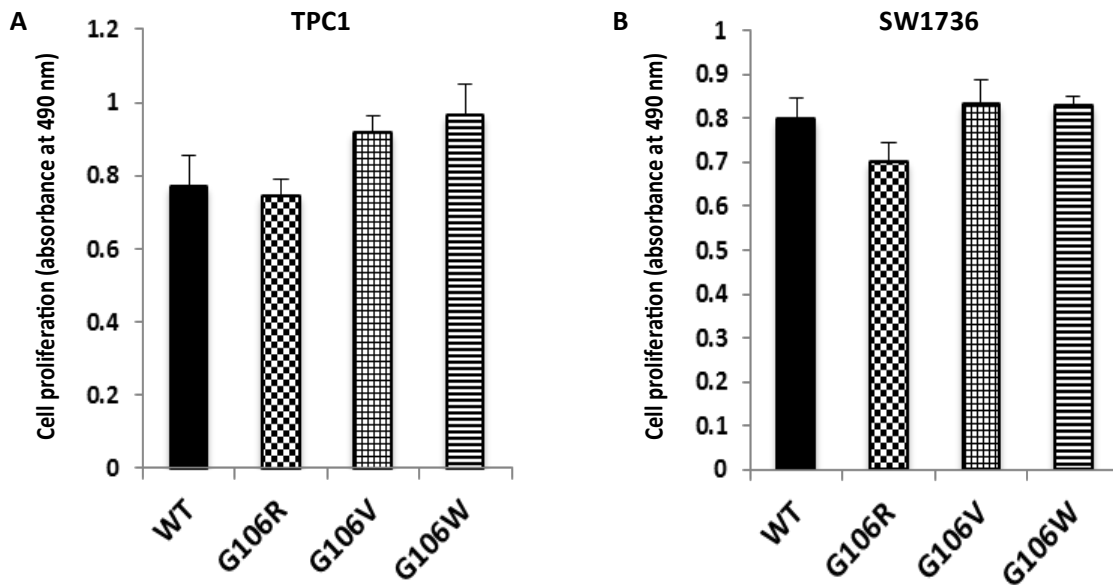 A
TPC1
Cell proliferation (absorbance at 490 nm)
1.2
1
0.8
0.6
0.4
0.2
0
WT
G106R
G106V
G106W
B
SW1736
Cell proliferation (absorbance at 490 nm)
1
0.9
0.8
0.7
0.6
0.5
0.4
0.3
0.2
0.1
0
WT
G106R
G106V
G106W